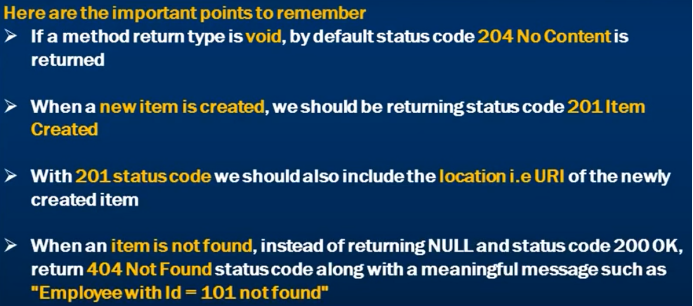 Here are the important points to remember
➤ If a method return type is void, by default status code 204 No Content is
returned
➤ When a new item is created, we should be returning status code 201 Item
Created
➤ With 201 status code we should also include the location i.e URI of the newly
created item
➤ When an item is not found, instead of returning NULL and status code 200 OK,
return 404 Not Found status code along with a meaningful message such as
"Employee with Id = 101 not found"